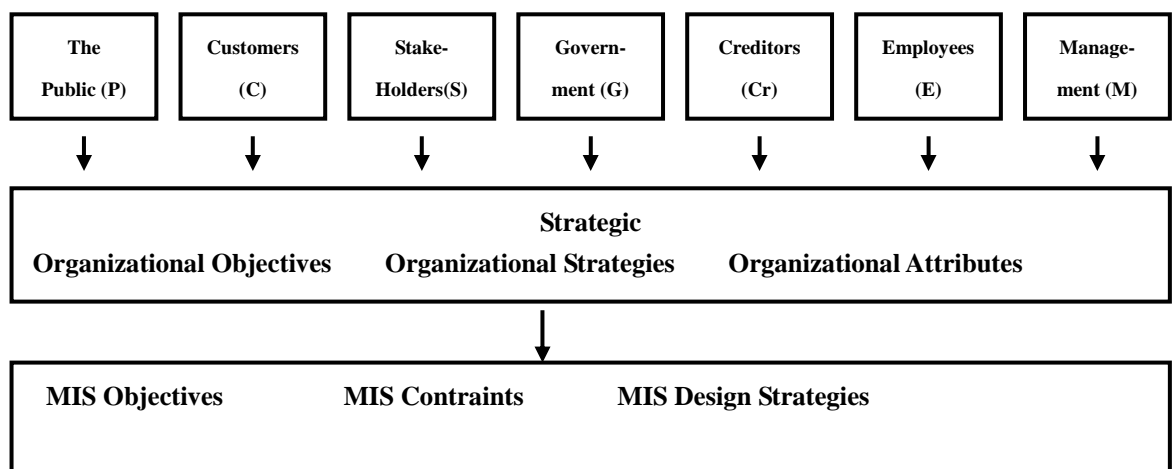 The
Public (P)
Customers
(C)
Stake-
Holders(S)
Govern-
ment (G)
Creditors
(Cr)
Employees
(E)
Manage-
ment (M)
Strategic
Organizational Objectives Organizational Strategies Organizational Attributes
MIS Objectives MIS Contraints MIS Design Strategies